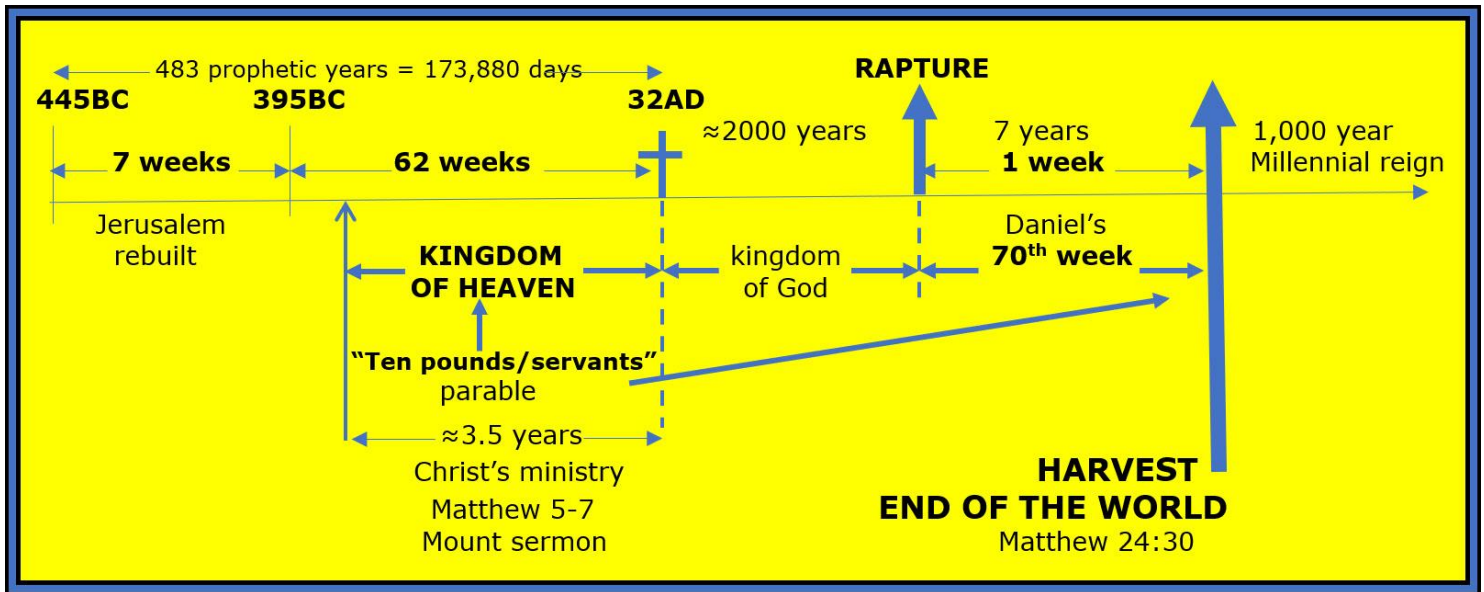 483 prophetic years = 173,880 days
RAPTURE
445BC 395BC 32AD
≈2000 years 7 years 1,000 year
7 weeks 62 weeks 1 week Millennial reign
Jerusalem
rebuilt
KINGDOM
OF HEAVEN
kingdom
of God
Daniel’s
70th week
“Ten pounds/servants”
parable
≈3.5 years
Christ’s ministry
Matthew 5-7
Mount sermon
HARVEST
END OF THE WORLD
Matthew 24:30